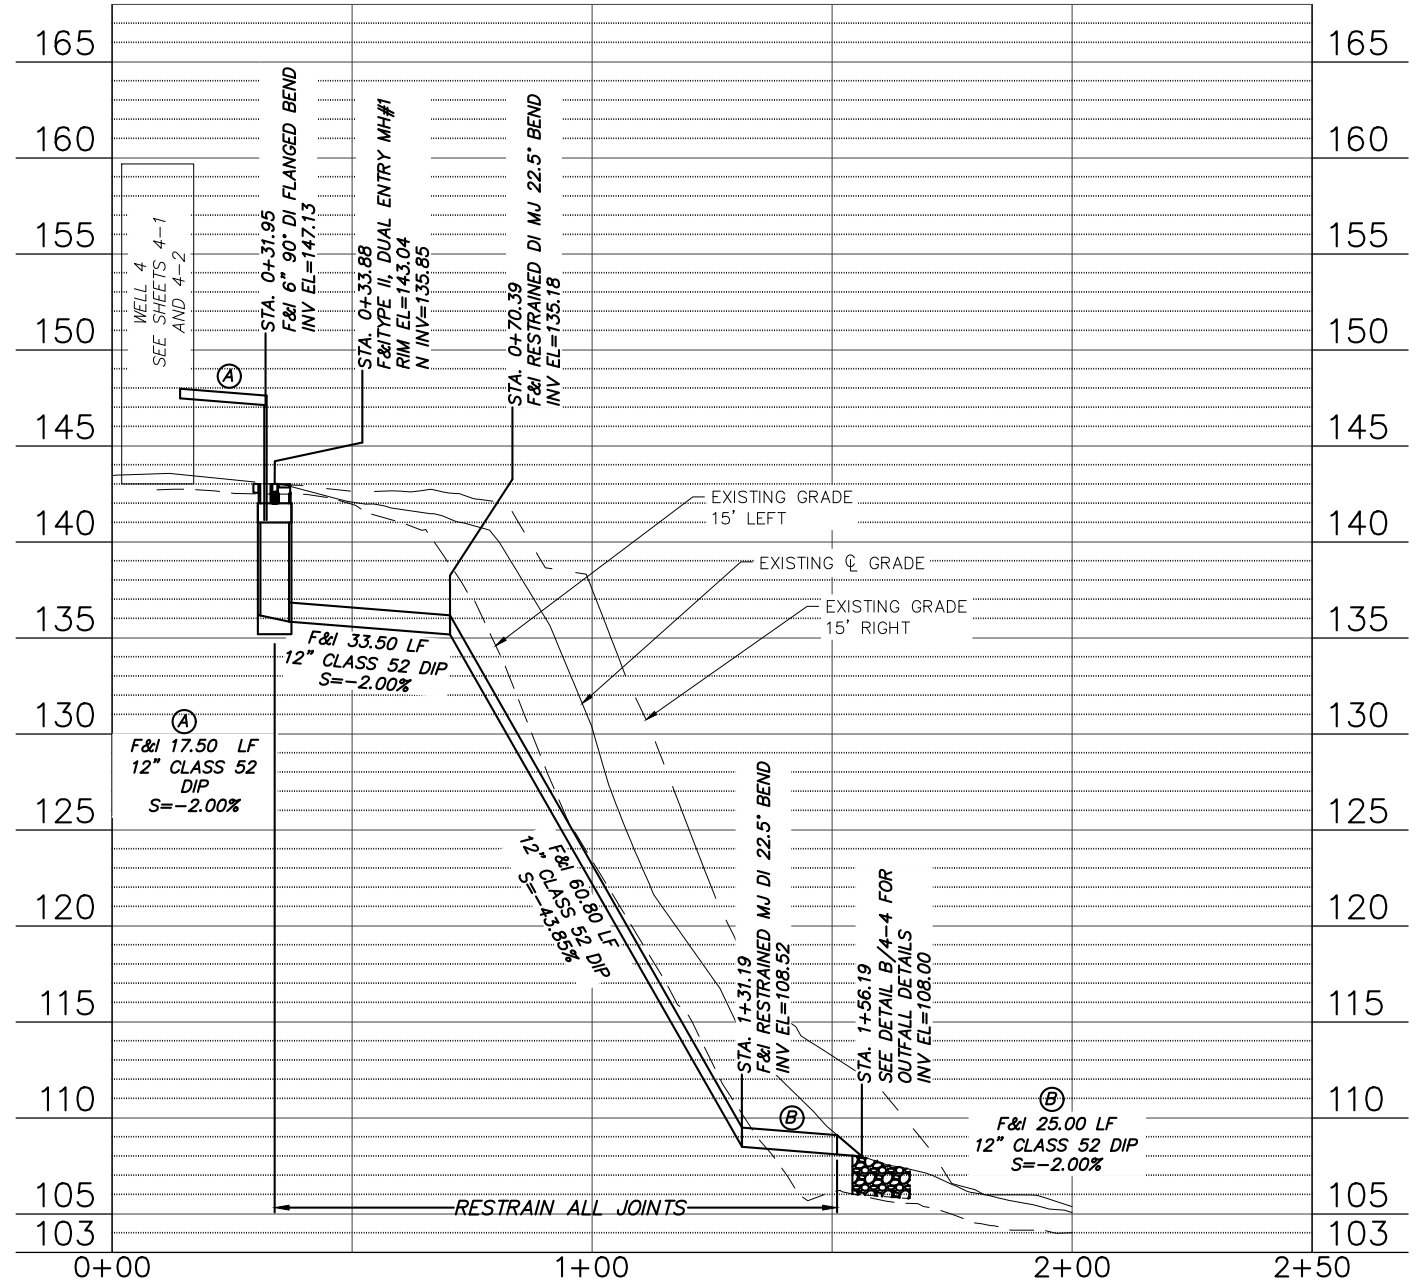 165
160
155
150
145
140
135
130
125
120
115
110
105
103
WELL 4
SEE SHEETS 4-1
AND 4-2
STA. 0+31.95
F&I 6" 90° DI FLANGED BEND
INV EL=147.13
STA. 0+33.88
F&ITYPE II, DUAL ENTRY MH#1
RIM EL=143.04
N INV=135.85
STA. 0+70.39
F&I RESTRAINED DI MJ 22.5° BEND
INV EL=135.18
A
EXISTING GRADE
15' LEFT
EXISTING ℄ GRADE
EXISTING GRADE
15' RIGHT
F&I 33.50 LF
12" CLASS 52 DIP
S=-2.00%
A
F&I 17.50 LF
12" CLASS 52
DIP
S=-2.00%
F&I 60.80 LF
12" CLASS 52 DIP
S=-43.85%
STA. 1+31.19
F&I RESTRAINED MJ DI 22.5° BEND
INV EL=108.52
STA. 1+56.19
SEE DETAIL B/4-4 FOR
OUTFALL DETAILS
INV EL=108.00
B
B
F&I 25.00 LF
12" CLASS 52 DIP
S=-2.00%
RESTRAIN ALL JOINTS
165
160
155
150
145
140
135
130
125
120
115
110
105
103
0+00
1+00
2+00
2+50